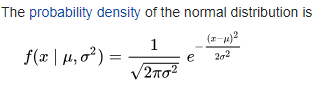 The probability density of the normal distribution is
f(x | μ, σ²) = 1/√(2πσ²) e^(−(x−μ)²/(2σ²))